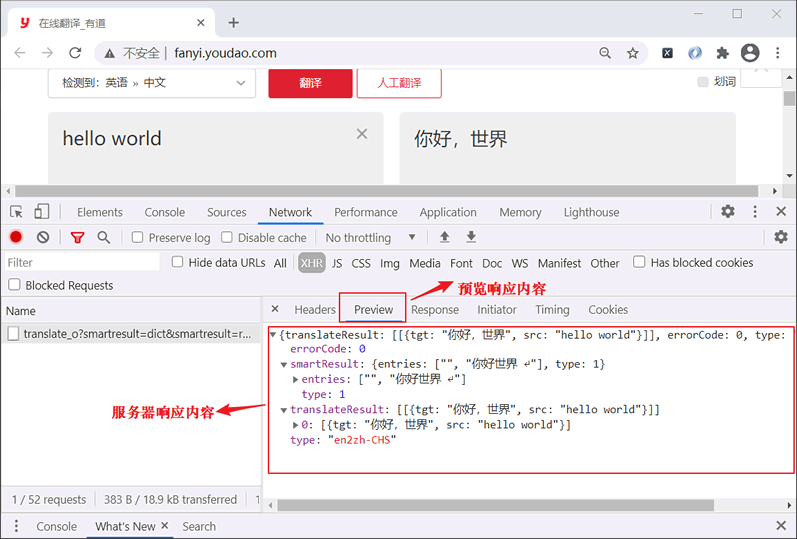 在线翻译_有道
不安全 | fanyi.youdao.com
检测到：英语 » 中文
翻译
人工翻译
划词
hello world
你好，世界
Elements Console Sources Network Performance Application Memory Lighthouse
Preserve log Disable cache No throttling
Filter Hide data URLs All XHR JS CSS Img Media Font Doc WS Manifest Other Has blocked cookies
Blocked Requests
预览响应内容
Name
Headers Preview Response Initiator Timing Cookies
translate_o?smartresult=dict&smartresult=r...
{translateResult: [[{tgt: "你好，世界", src: "hello world"}]], errorCode: 0, type:
errorCode: 0
smartResult: {entries: ["", "你好世界 ↵"], type: 1}
entries: ["", "你好世界 ↵"]
type: 1
服务器响应内容
translateResult: [[{tgt: "你好，世界", src: "hello world"}]]
0: [{tgt: "你好，世界", src: "hello world"}]
type: "en2zh-CHS"
1 / 52 requests 383 B / 18.9 kB transferred 1
Console What's New Search